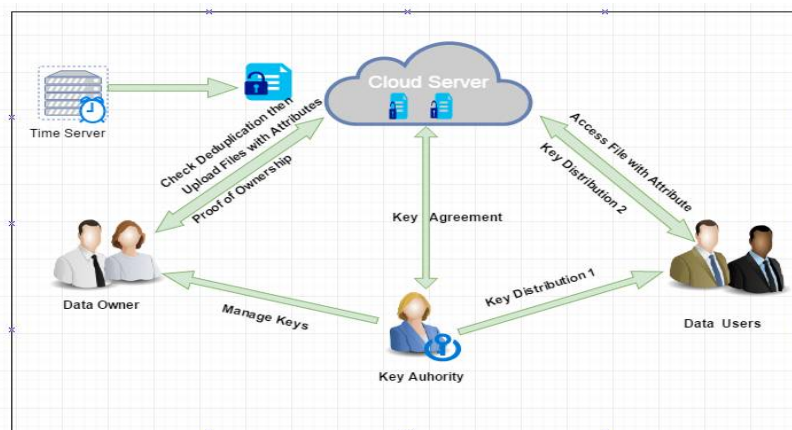 Cloud Server
Time Server
Check Deduplication then
Upload Files with Attributes
Proof of Ownership
Access File with Attribute
Key Distribution 2
Key Agreement
Data Owner
Manage Keys
Key Distribution 1
Data Users
Key Auhority